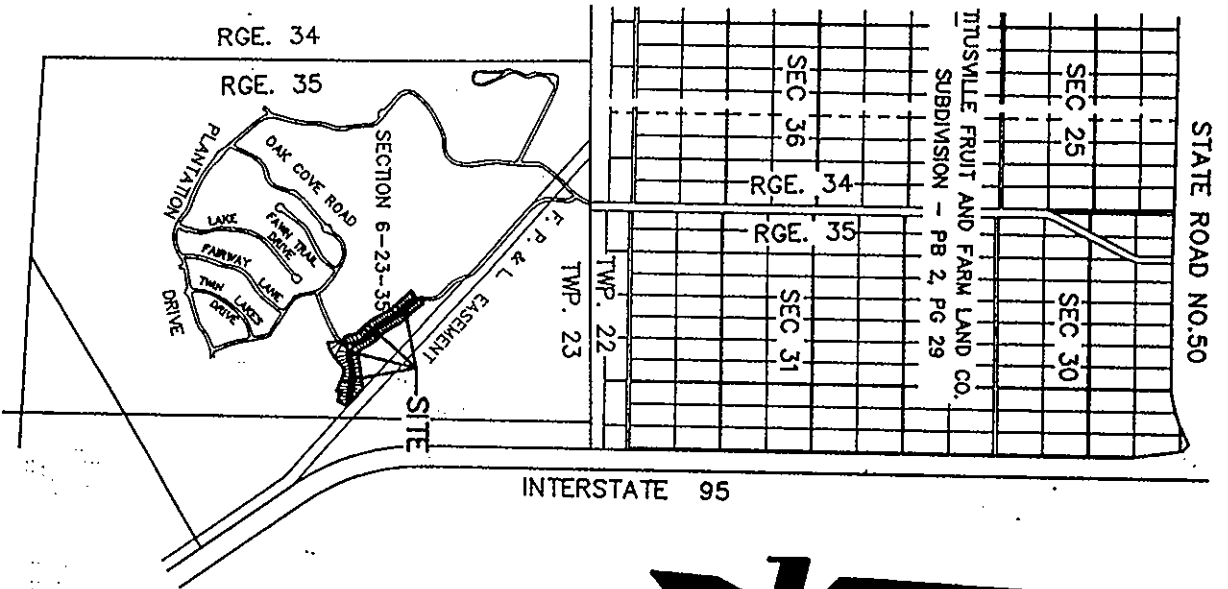 RGE. 34
RGE. 35
STATE ROAD NO.50
SEC 25
SEC 36
TITUSVILLE FRUIT AND FARM LAND CO.
SUBDIVISION - PB 2, PG 29
RGE. 34
RGE. 35
SEC 30
SEC 31
TWP. 22
TWP. 23
F. P. & L. EASEMENT
SECTION 6-23-35
OAK COVE ROAD
FAWN TRAIL
DRIVE
LAKE
FAIRWAY LANE
TWIN LAKES
DRIVE
PLANTATION
DRIVE
SITE
INTERSTATE 95